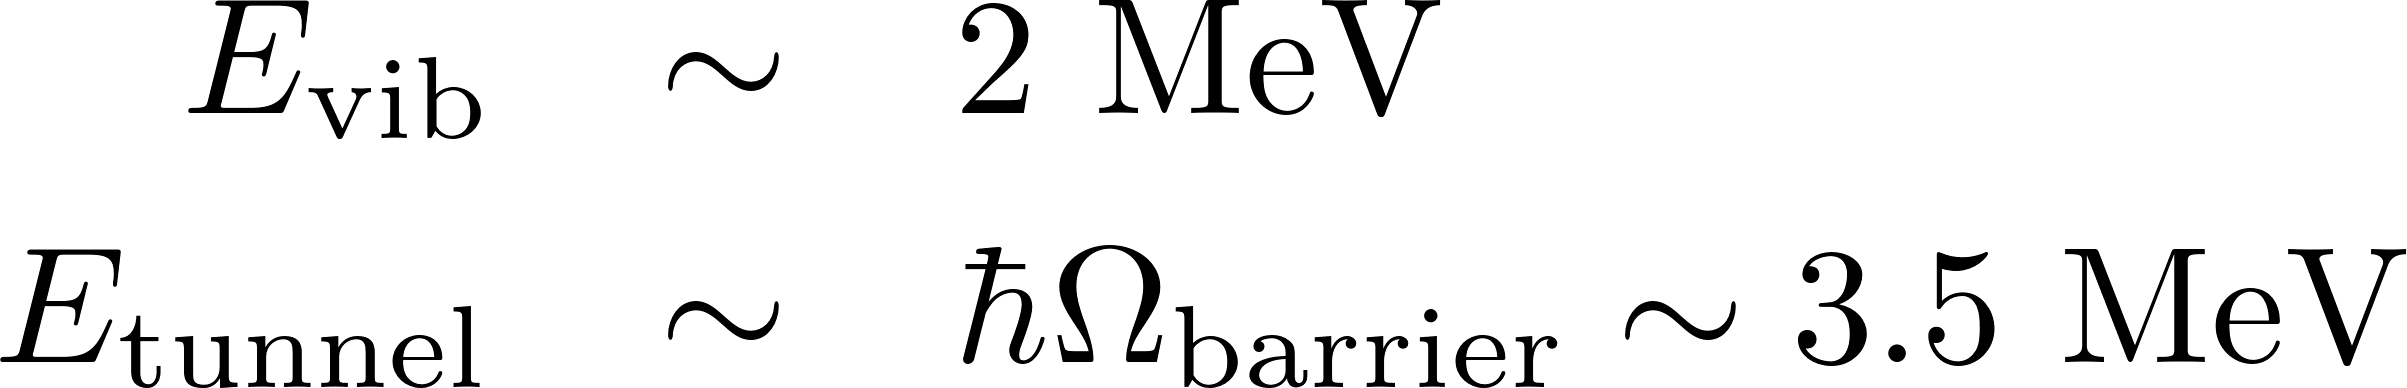 E_vib ∼ 2 MeV
E_tunnel ∼ ħΩ_barrier ∼ 3.5 MeV